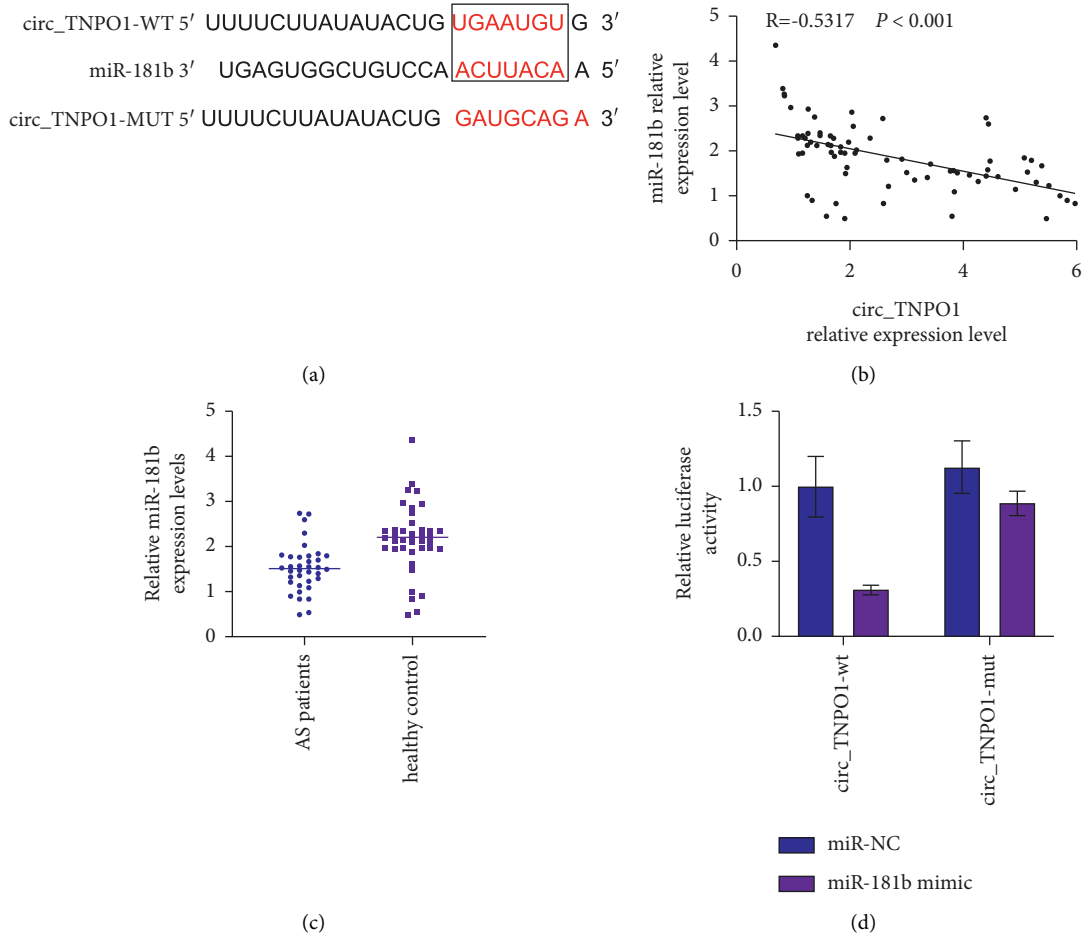 circ_TNPO1-WT 5′ UUUUCUUAUAUACUG UGAAUGU G 3′
miR-181b 3′ UGAGUGGCUGUCCA ACUUACA A 5′
circ_TNPO1-MUT 5′ UUUUCUUAUAUACUG GAUGCAG A 3′
(a)
R=-0.5317 P < 0.001
miR-181b relative
expression level
5
4
3
2
1
0
0 2 4 6
circ_TNPO1
relative expression level
(b)
Relative miR-181b
expression levels
5
4
3
2
1
0
AS patients
healthy control
(c)
Relative luciferase
activity
1.5
1.0
0.5
0.0
circ_TNPO1-wt
circ_TNPO1-mut
miR-NC
miR-181b mimic
(d)